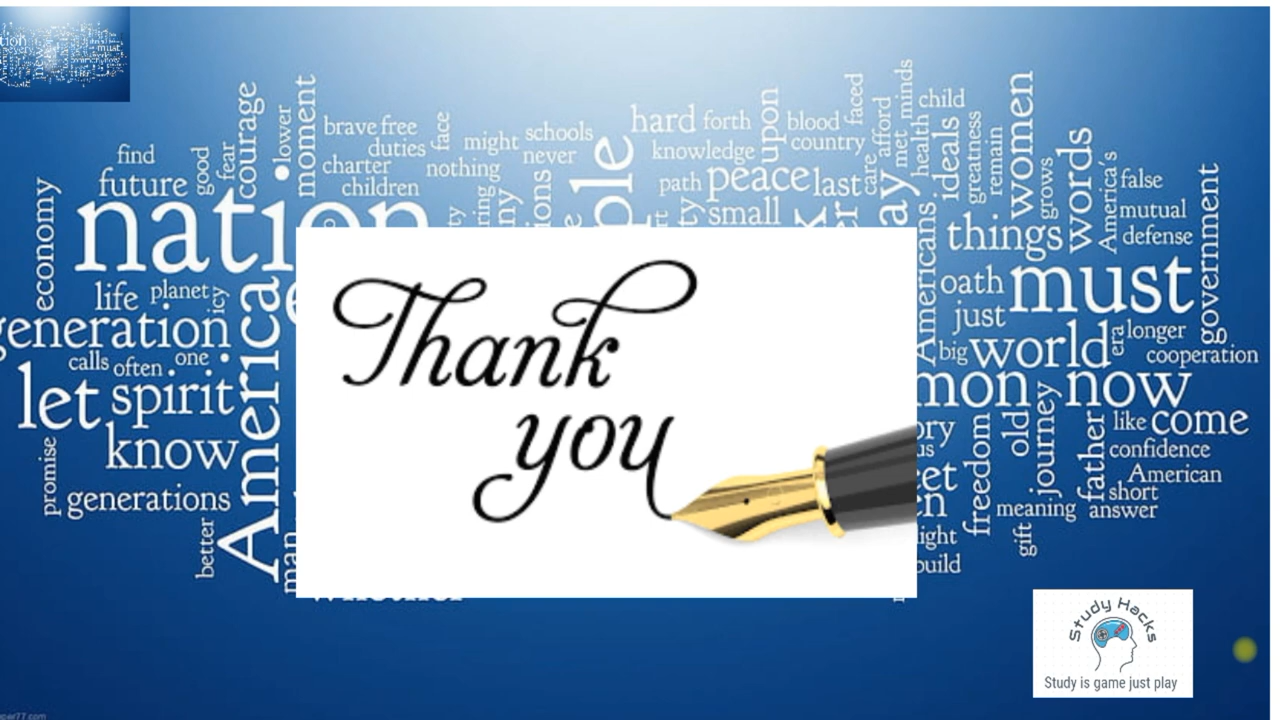 Thank
you
find
future
good
fear
courage
lower
moment
brave
free
duties
charter
children
face
might
schools
nothing
never
hard
forth
upon
blood
faced
minds
country
knowledge
afford
met
child
health
ideals
greatness
remain
women
path
peace
last
care
small
grows
words
America's
false
mutual
defense
government
economy
things
Americans
oath
must
just
life
planet
generation
big
world
era
longer
cooperation
calls
often
one
now
let
spirit
America
know
old
journey
father
like
come
confidence
American
promise
generations
freedom
short
meaning
answer
better
gift
build
whether
Study Hacks
Study is game just play